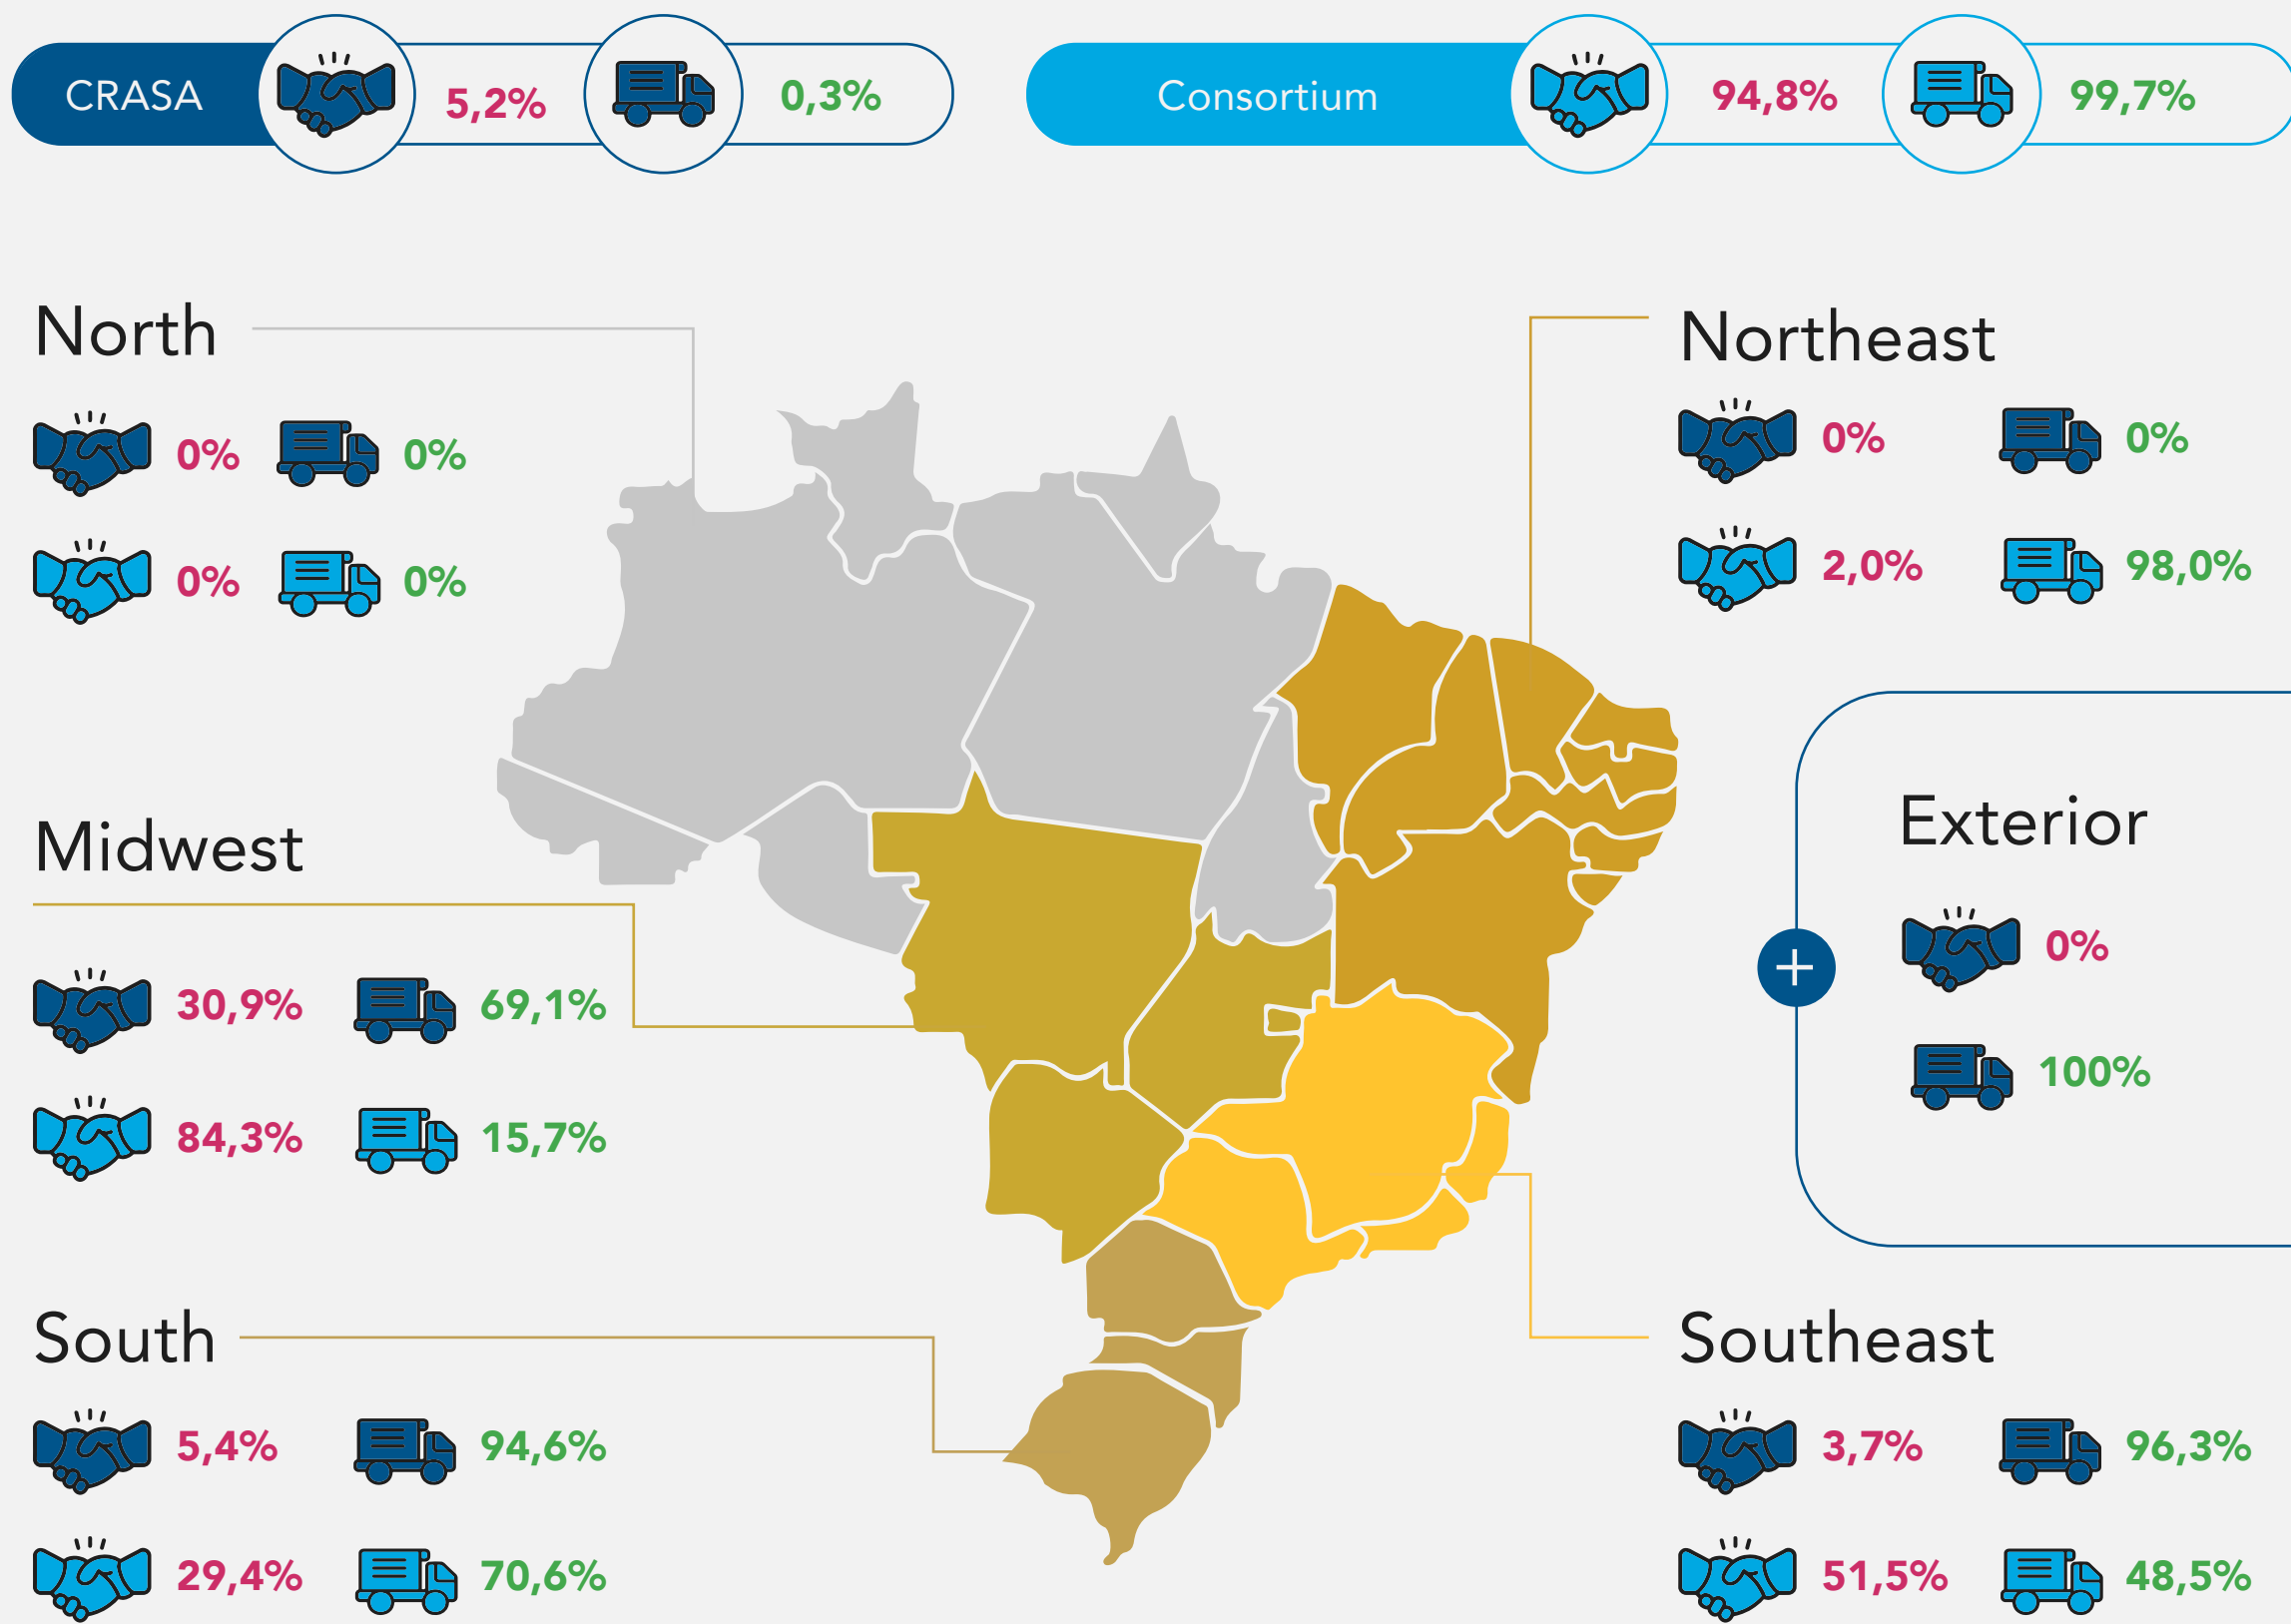 CRASA 5,2% 0,3%
Consortium 94,8% 99,7%
North
0% 0%
0% 0%
Northeast
0% 0%
2,0% 98,0%
Midwest
30,9% 69,1%
84,3% 15,7%
+
Exterior
0%
100%
South
5,4% 94,6%
29,4% 70,6%
Southeast
3,7% 96,3%
51,5% 48,5%